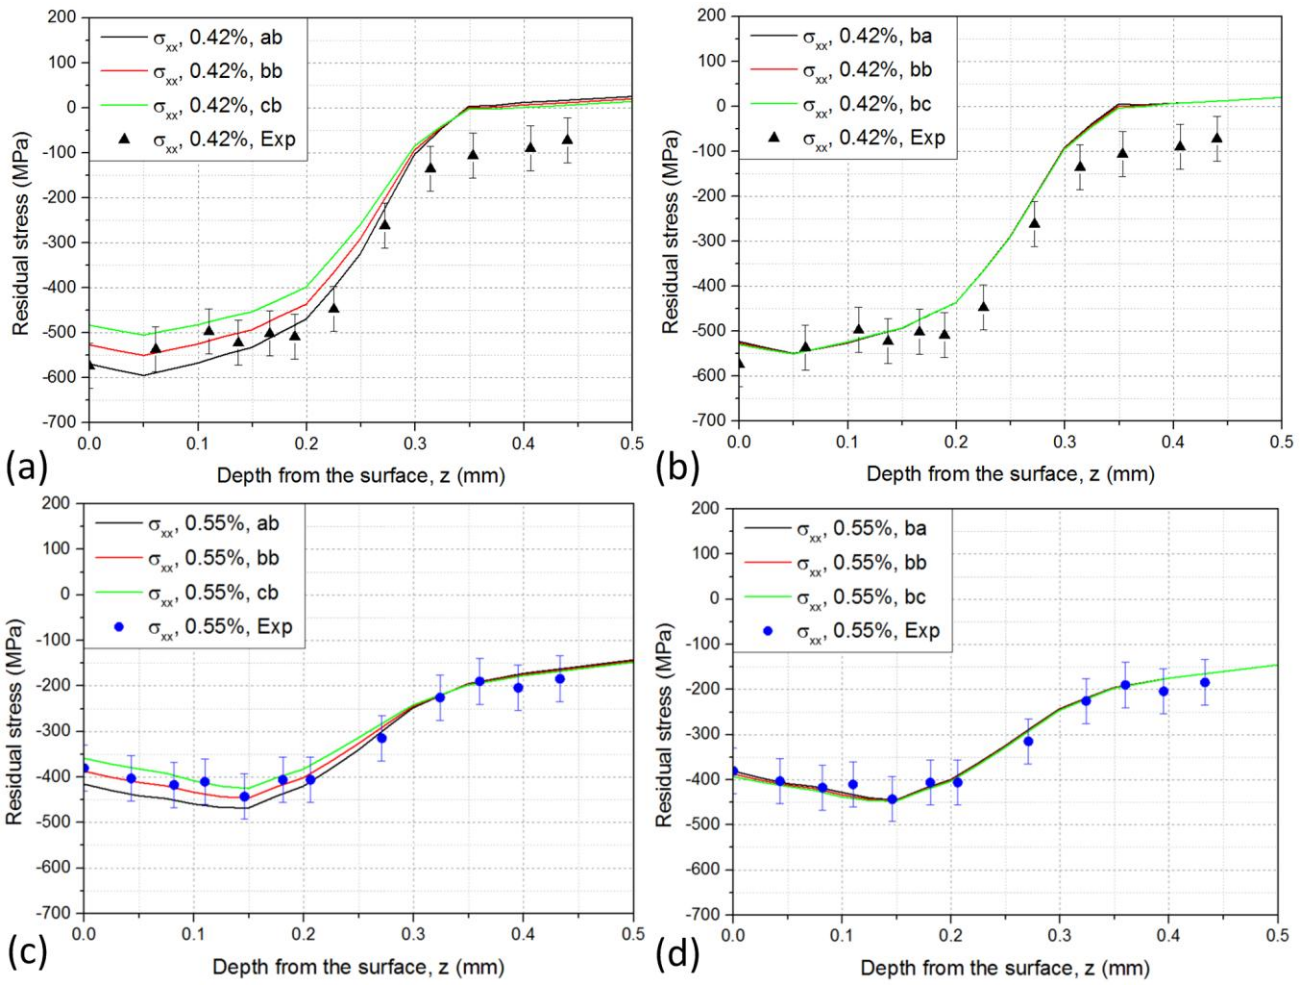 200
100
0
-100
-200
-300
-400
-500
-600
-700
Residual stress (MPa)
σxx, 0.42%, ab
σxx, 0.42%, bb
σxx, 0.42%, cb
σxx, 0.42%, Exp
0.0 0.1 0.2 0.3 0.4 0.5
Depth from the surface, z (mm)
(a)
200
100
0
-100
-200
-300
-400
-500
-600
-700
Residual stress (MPa)
σxx, 0.42%, ba
σxx, 0.42%, bb
σxx, 0.42%, bc
σxx, 0.42%, Exp
0.0 0.1 0.2 0.3 0.4 0.5
Depth from the surface, z (mm)
(b)
200
100
0
-100
-200
-300
-400
-500
-600
-700
Residual stress (MPa)
σxx, 0.55%, ab
σxx, 0.55%, bb
σxx, 0.55%, cb
σxx, 0.55%, Exp
0.0 0.1 0.2 0.3 0.4 0.5
Depth from the surface, z (mm)
(c)
200
100
0
-100
-200
-300
-400
-500
-600
-700
Residual stress (MPa)
σxx, 0.55%, ba
σxx, 0.55%, bb
σxx, 0.55%, bc
σxx, 0.55%, Exp
0.0 0.1 0.2 0.3 0.4 0.5
Depth from the surface, z (mm)
(d)